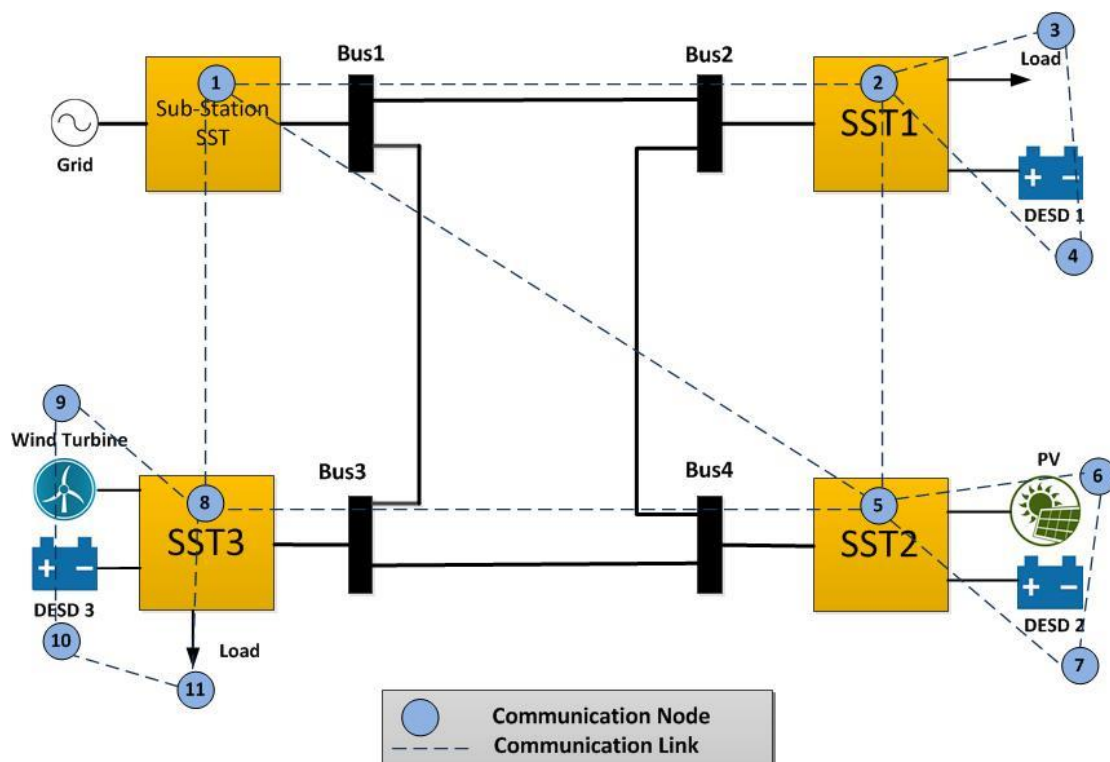 Bus1
Bus2
3
1
2
Load
Sub-Station
SST
SST1
Grid
+ −
DESD 1
4
9
Wind Turbine
Bus3
Bus4
PV
6
8
5
SST3
SST2
+ −
DESD 3
+ −
DESD 2
10
Load
7
11
Communication Node
Communication Link